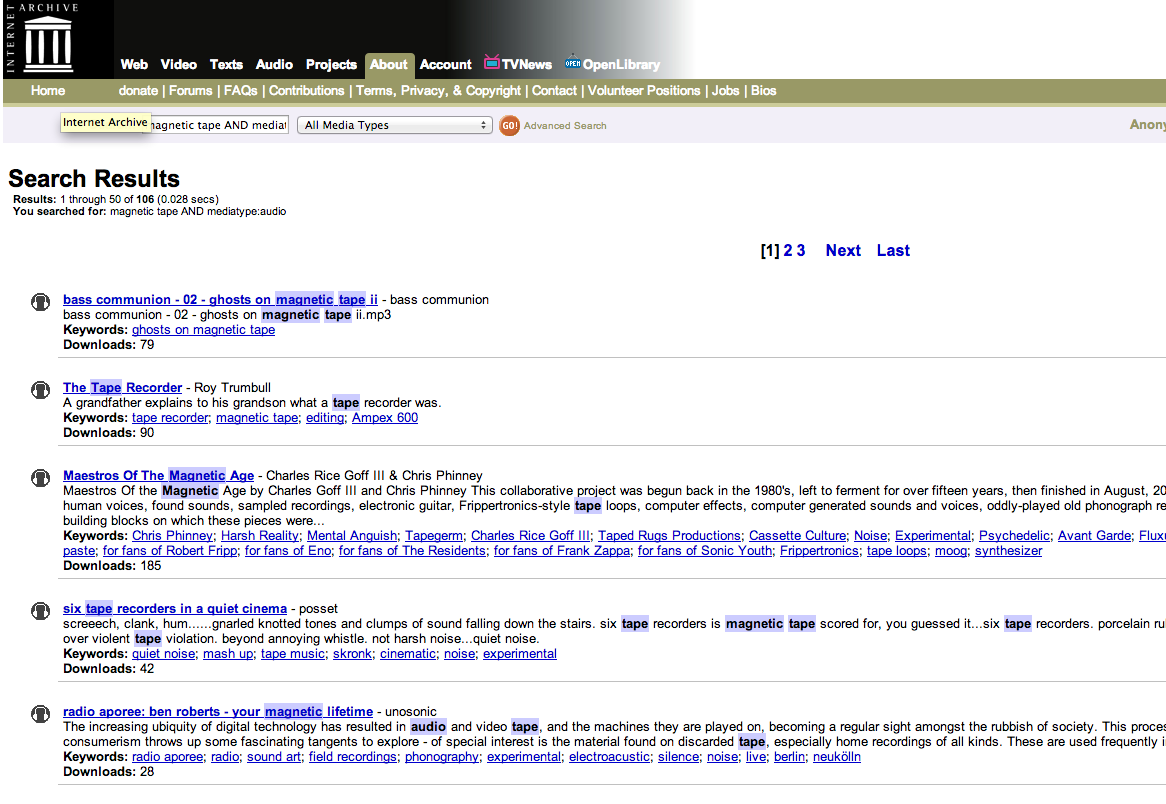 INTERNET ARCHIVE
Web Video Texts Audio Projects About Account TVNews OPEN OpenLibrary
Home donate | Forums | FAQs | Contributions | Terms, Privacy, & Copyright | Contact | Volunteer Positions | Jobs | Bios
Internet Archive agnetic tape AND media All Media Types GO! Advanced Search Anony
Search Results
Results: 1 through 50 of 106 (0.028 secs)
You searched for: magnetic tape AND mediatype:audio
[1] 2 3 Next Last
bass communion - 02 - ghosts on magnetic tape ii - bass communion
bass communion - 02 - ghosts on magnetic tape ii.mp3
Keywords: ghosts on magnetic tape
Downloads: 79
The Tape Recorder - Roy Trumbull
A grandfather explains to his grandson what a tape recorder was.
Keywords: tape recorder; magnetic tape; editing; Ampex 600
Downloads: 90
Maestros Of The Magnetic Age - Charles Rice Goff III & Chris Phinney
Maestros Of the Magnetic Age by Charles Goff III and Chris Phinney This collaborative project was begun back in the 1980's, left to ferment for over fifteen years, then finished in August, 20
human voices, found sounds, sampled recordings, electronic guitar, Frippertronics-style tape loops, computer effects, computer generated sounds and voices, oddly-played old phonograph re
building blocks on which these pieces were...
Keywords: Chris Phinney; Harsh Reality; Mental Anguish; Tapegerm; Charles Rice Goff III; Taped Rugs Productions; Cassette Culture; Noise; Experimental; Psychedelic; Avant Garde; Flux
paste; for fans of Robert Fripp; for fans of Eno; for fans of The Residents; for fans of Frank Zappa; for fans of Sonic Youth; Frippertronics; tape loops; moog; synthesizer
Downloads: 185
six tape recorders in a quiet cinema - posset
screeech, clank, hum......gnarled knotted tones and clumps of sound falling down the stairs. six tape recorders is magnetic tape scored for, you guessed it...six tape recorders. porcelain ru
over violent tape violation. beyond annoying whistle. not harsh noise...quiet noise.
Keywords: quiet noise; mash up; tape music; skronk; cinematic; noise; experimental
Downloads: 42
radio aporee: ben roberts - your magnetic lifetime - unosonic
The increasing ubiquity of digital technology has resulted in audio and video tape, and the machines they are played on, becoming a regular sight amongst the rubbish of society. This proces
consumerism throws up some fascinating tangents to explore - of special interest is the material found on discarded tape, especially home recordings of all kinds. These are used frequently i
Keywords: radio aporee; radio; sound art; field recordings; phonography; experimental; electroacustic; silence; noise; live; berlin; neukölln
Downloads: 28